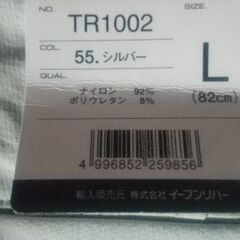 NO. TR1002
SIZE
COL. 55.シルバー
L
QUAL. ナイロン 92%
ポリウレタン 8%
(82cm)
4 996852 259856
輸入販売元 株式会社 イーブンリバー